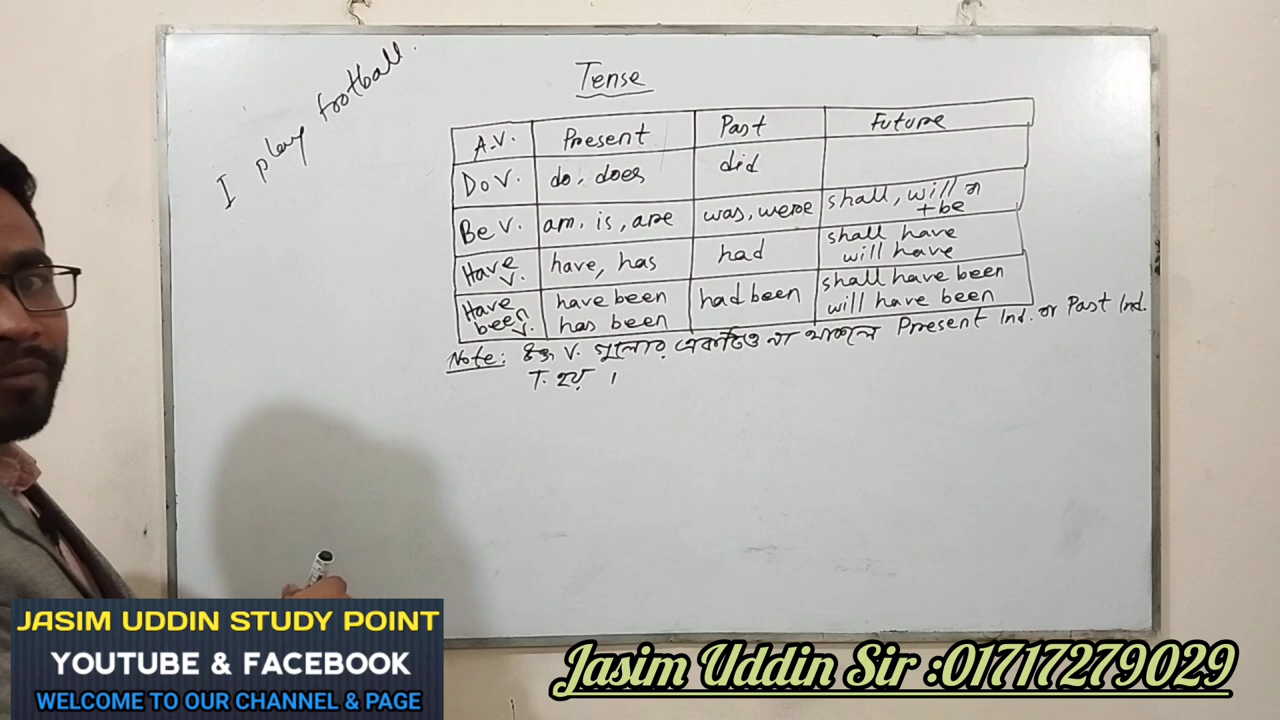 I play football.
Tense
A.V. Present Past Future
Do V. do, does did
Be V. am, is, are was, were shall, will বা
+be
Have V. have, has had shall have
will have
Have been V. have been had been shall have been
has been will have been
Note: উক্ত V. গুলোর একটিও না থাকলে Present Ind. or Past Ind.
T. হয় ।
JASIM UDDIN STUDY POINT
YOUTUBE & FACEBOOK
WELCOME TO OUR CHANNEL & PAGE
Jasim Uddin Sir :01717279029